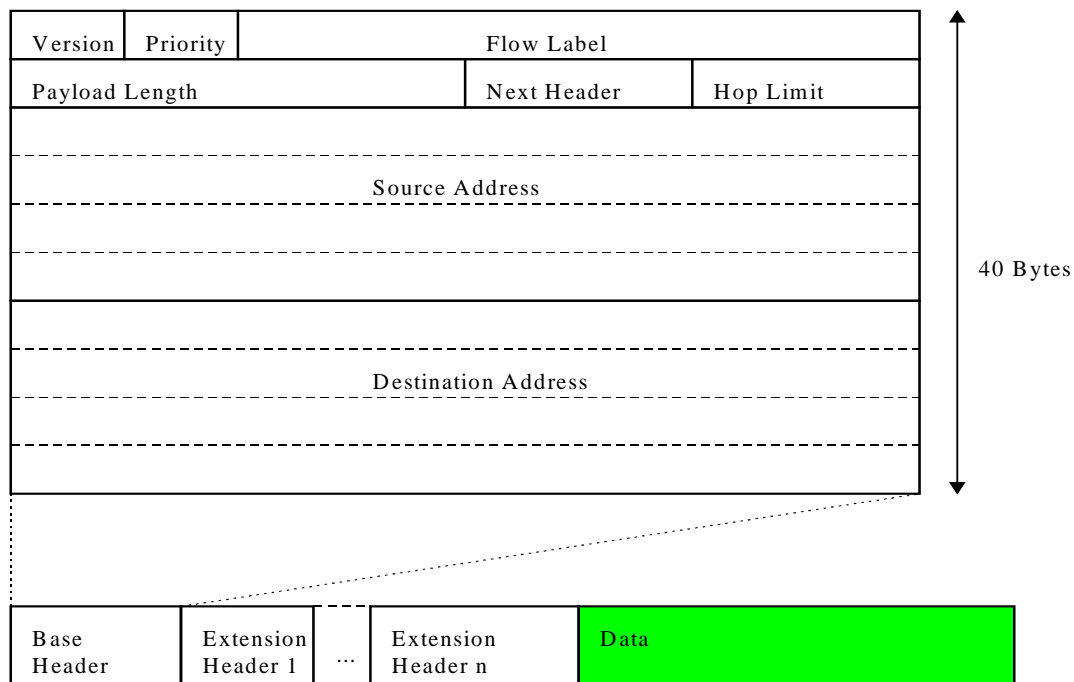 Version Priority Flow Label
Payload Length Next Header Hop Limit
Source Address
40 Bytes
Destination Address
Base Header
Extension Header 1
...
Extension Header n
Data